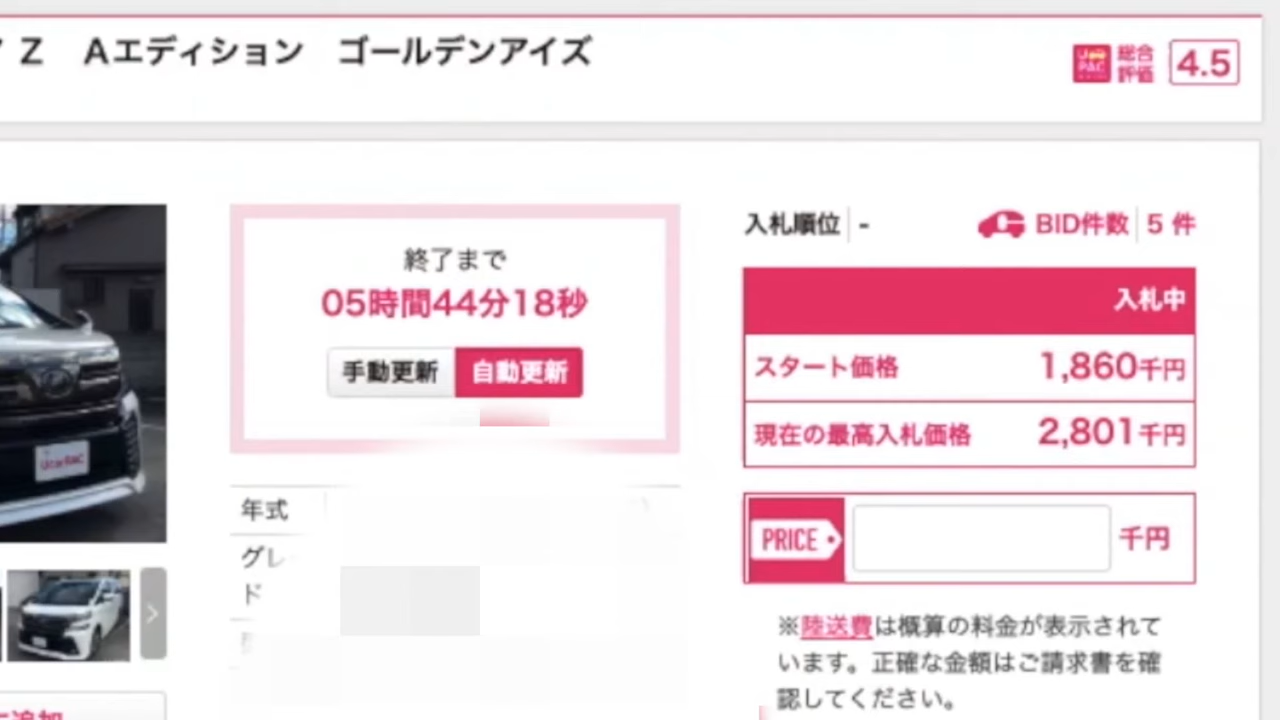 Z Aエディション ゴールデンアイズ
総合
評価
4.5
終了まで
05時間44分18秒
手動更新
自動更新
年式
グレ
ド
入札順位 -
BID件数 5 件
入札中
スタート価格 1,860千円
現在の最高入札価格 2,801千円
PRICE
千円
※陸送費は概算の料金が表示されて
います。正確な金額はご請求書を確
認してください。